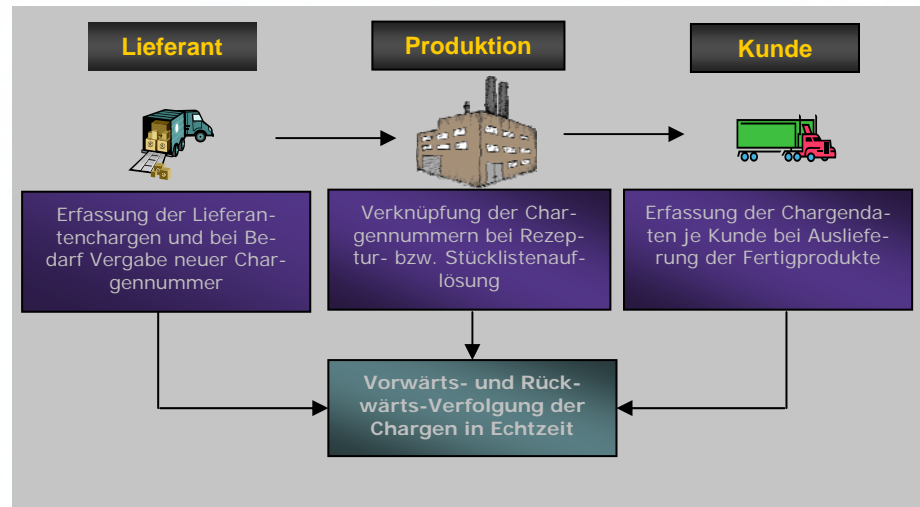 Lieferant
Produktion
Kunde
Erfassung der Lieferan-
tenchargen und bei Be-
darf Vergabe neuer Char-
gennummer
Verknüpfung der Char-
gennummern bei Rezep-
tur- bzw. Stücklistenauf-
lösung
Erfassung der Chargenda-
ten je Kunde bei Ausliefe-
rung der Fertigprodukte
Vorwärts- und Rück-
wärts-Verfolgung der
Chargen in Echtzeit